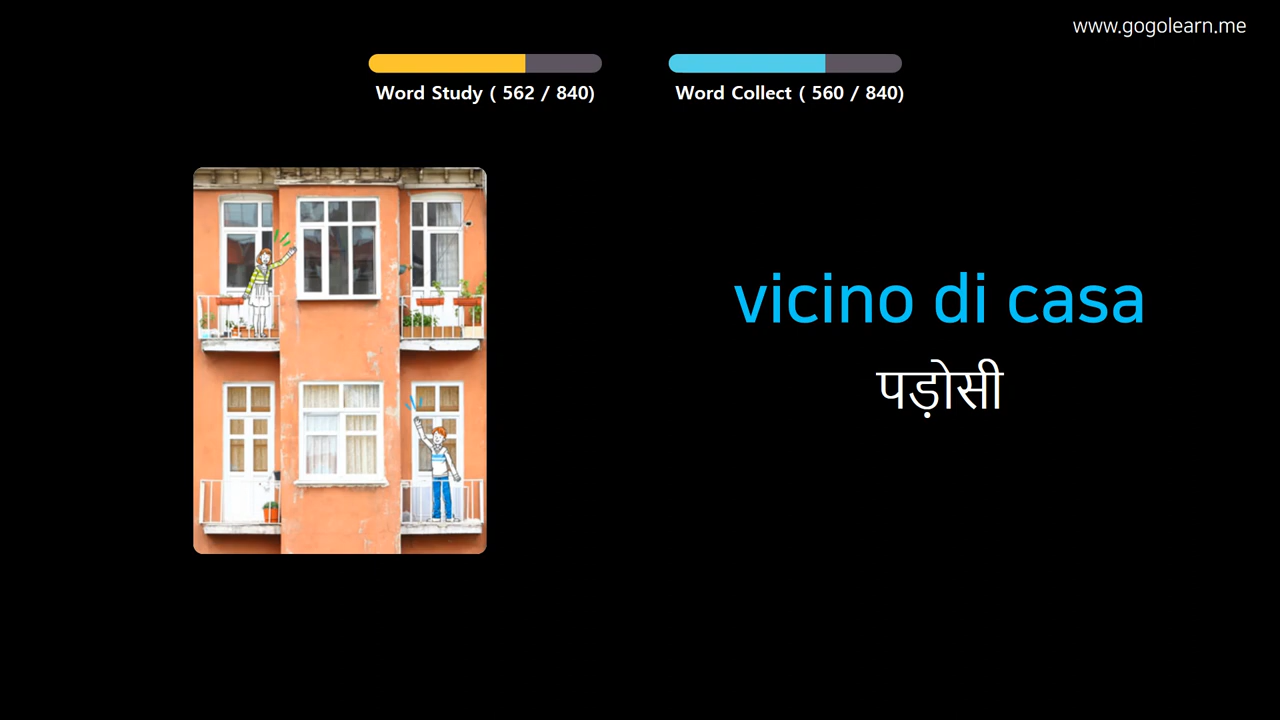 www.gogolearn.me
Word Study ( 562 / 840)
Word Collect ( 560 / 840)
vicino di casa
पड़ोसी